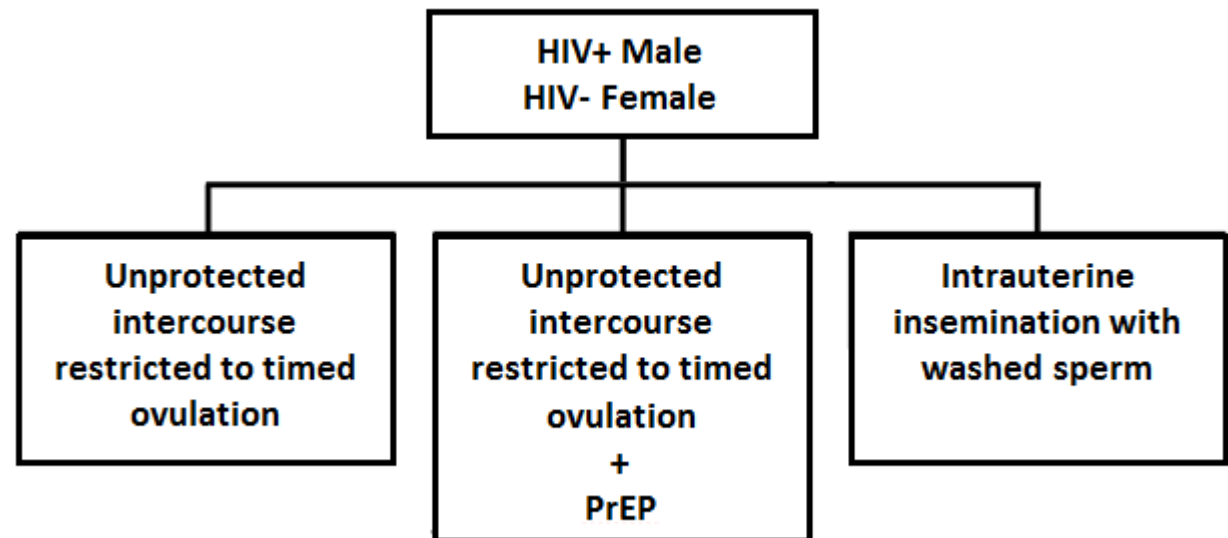 HIV+ Male
HIV- Female
Unprotected
intercourse
restricted to timed
ovulation
Unprotected
intercourse
restricted to timed
ovulation
+
PrEP
Intrauterine
insemination with
washed sperm